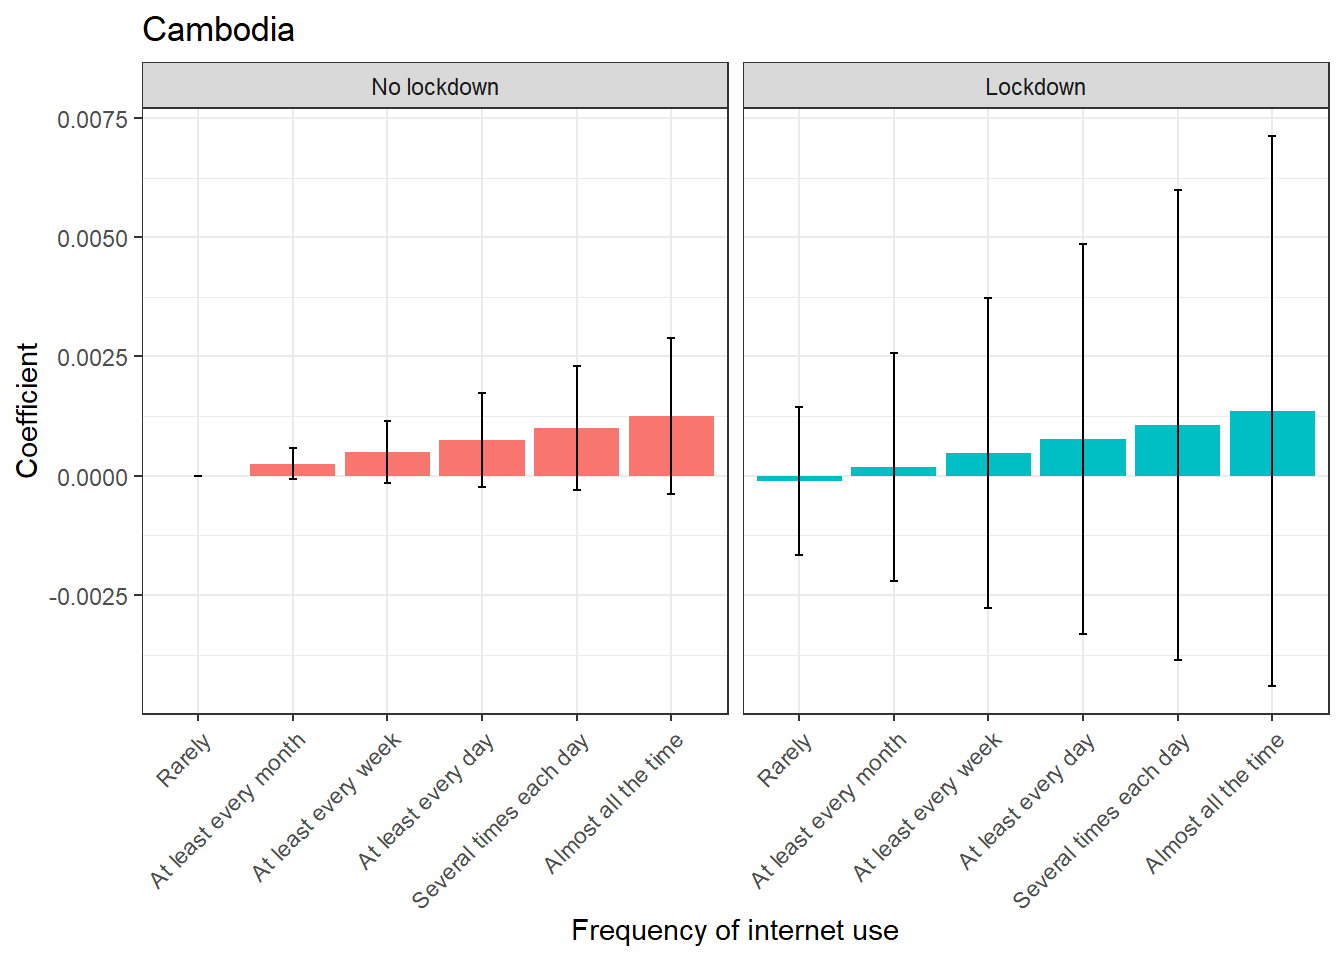 Cambodia
No lockdown
Lockdown
0.0075
0.0050
0.0025
0.0000
-0.0025
Coefficient
Rarely
At least every month
At least every week
At least every day
Several times each day
Almost all the time
Rarely
At least every month
At least every week
At least every day
Several times each day
Almost all the time
Frequency of internet use